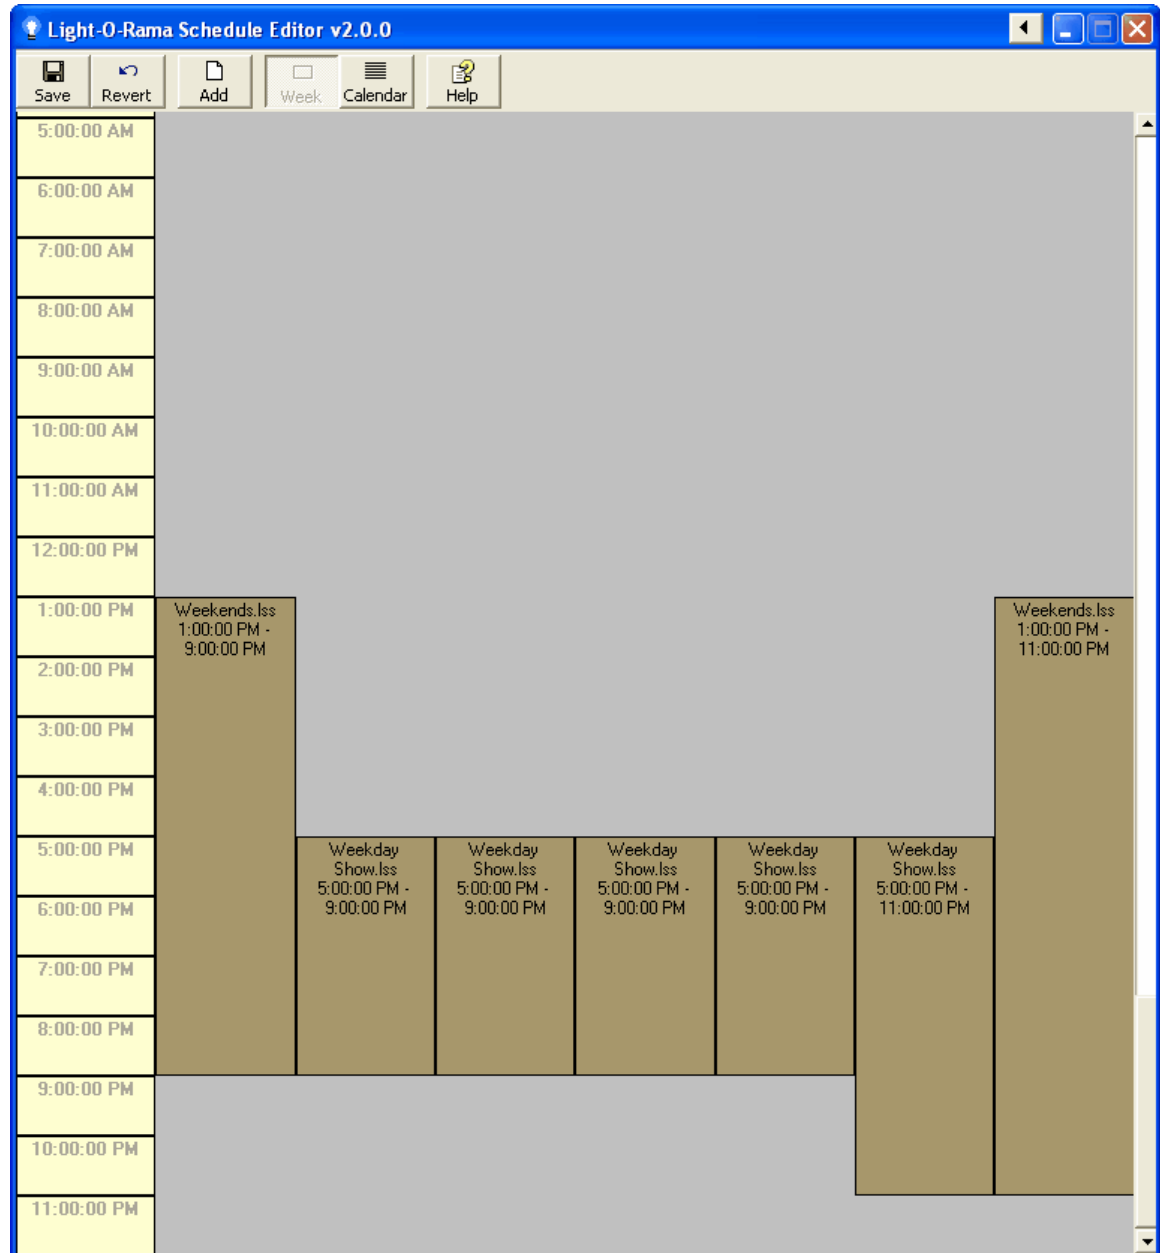 Light-O-Rama Schedule Editor v2.0.0
Save Revert Add Week Calendar Help
5:00:00 AM
6:00:00 AM
7:00:00 AM
8:00:00 AM
9:00:00 AM
10:00:00 AM
11:00:00 AM
12:00:00 PM
1:00:00 PM
2:00:00 PM
3:00:00 PM
4:00:00 PM
5:00:00 PM
6:00:00 PM
7:00:00 PM
8:00:00 PM
9:00:00 PM
10:00:00 PM
11:00:00 PM
Weekends.lss
1:00:00 PM -
9:00:00 PM
Weekday
Show.lss
5:00:00 PM -
9:00:00 PM
Weekday
Show.lss
5:00:00 PM -
9:00:00 PM
Weekday
Show.lss
5:00:00 PM -
9:00:00 PM
Weekday
Show.lss
5:00:00 PM -
9:00:00 PM
Weekday
Show.lss
5:00:00 PM -
11:00:00 PM
Weekends.lss
1:00:00 PM -
11:00:00 PM